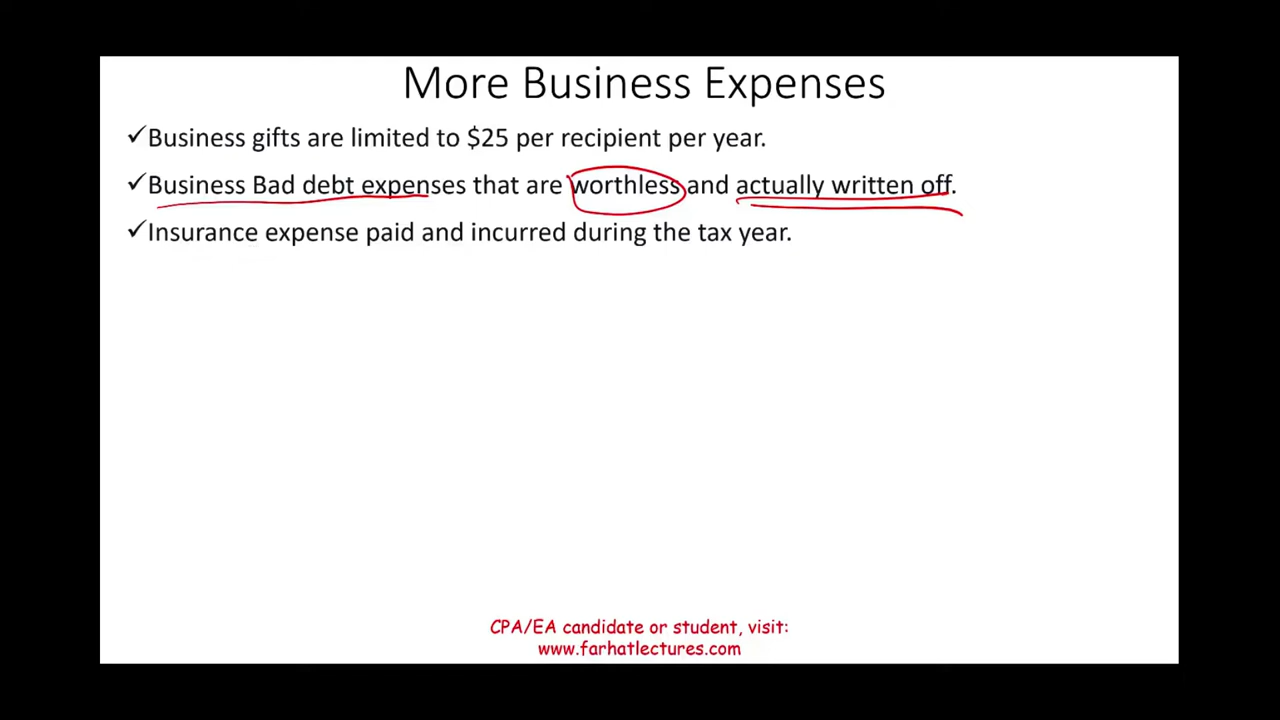 More Business Expenses
✓Business gifts are limited to $25 per recipient per year.
✓Business Bad debt expenses that are worthless and actually written off.
✓Insurance expense paid and incurred during the tax year.
CPA/EA candidate or student, visit:
www.farhatlectures.com